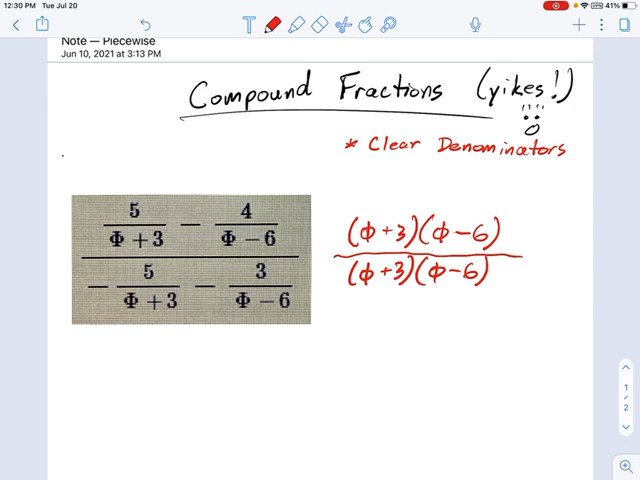 12:30 PM Tue Jul 20
VPN 41%
Note — Piecewise
Jun 10, 2021 at 3:13 PM
Compound Fractions (yikes!)
* Clear Denominators
5/(Φ + 3) − 4/(Φ − 6)
(Φ+3)(Φ−6)
−5/(Φ + 3) − 3/(Φ − 6)
(Φ+3)(Φ−6)
1
/
2